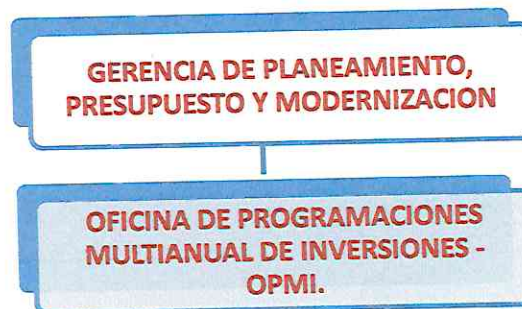 GERENCIA DE PLANEAMIENTO,
PRESUPUESTO Y MODERNIZACION
OFICINA DE PROGRAMACIONES
MULTIANUAL DE INVERSIONES -
OPMI.